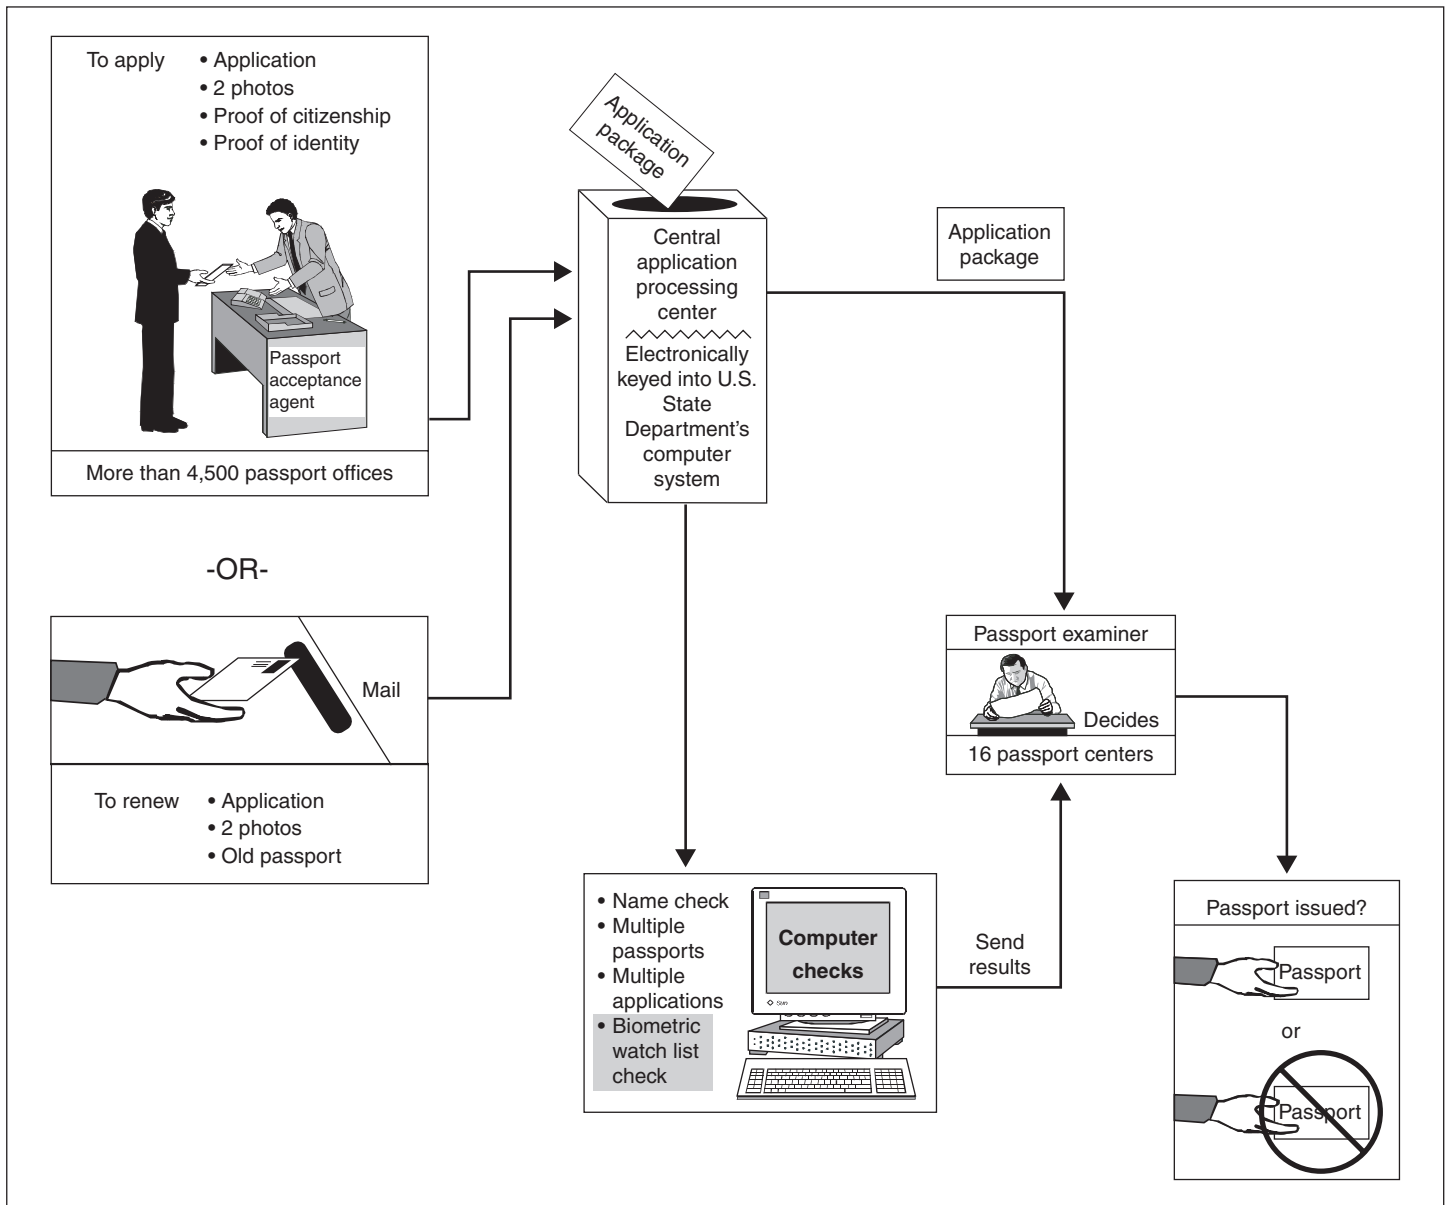 To apply
• Application
• 2 photos
• Proof of citizenship
• Proof of identity
Passport
acceptance
agent
More than 4,500 passport offices
-OR-
Mail
To renew
• Application
• 2 photos
• Old passport
Application
package
Central
application
processing
center
Electronically
keyed into U.S.
State
Department's
computer
system
Application
package
Passport examiner
Decides
16 passport centers
• Name check
• Multiple
passports
• Multiple
applications
• Biometric
watch list
check
Computer
checks
Sun
Send
results
Passport issued?
Passport
or
Passport